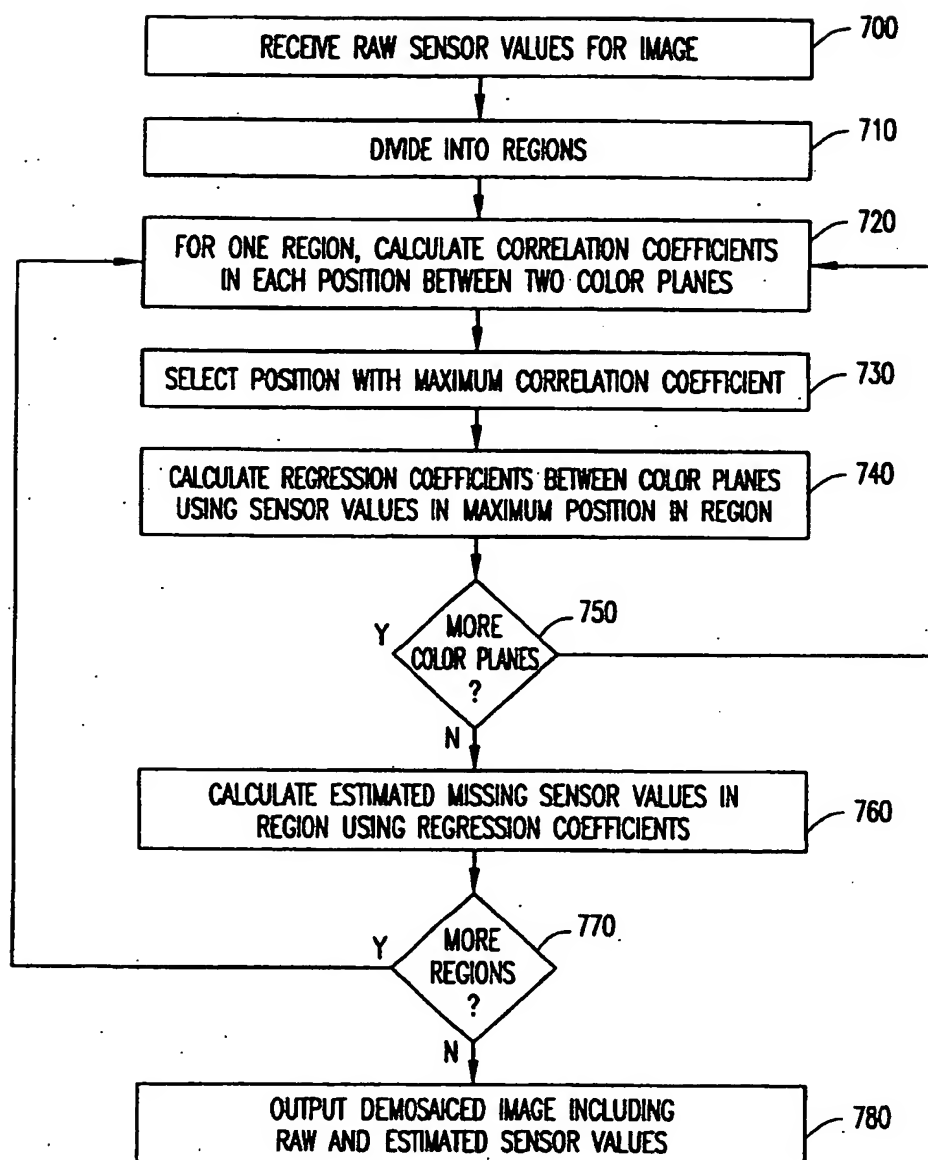 RECEIVE RAW SENSOR VALUES FOR IMAGE
700
DIVIDE INTO REGIONS
710
FOR ONE REGION, CALCULATE CORRELATION COEFFICIENTS
IN EACH POSITION BETWEEN TWO COLOR PLANES
720
SELECT POSITION WITH MAXIMUM CORRELATION COEFFICIENT
730
CALCULATE REGRESSION COEFFICIENTS BETWEEN COLOR PLANES
USING SENSOR VALUES IN MAXIMUM POSITION IN REGION
740
Y
MORE
COLOR PLANES
?
750
N
CALCULATE ESTIMATED MISSING SENSOR VALUES IN
REGION USING REGRESSION COEFFICIENTS
760
Y
MORE
REGIONS
?
770
N
OUTPUT DEMOSAICED IMAGE INCLUDING
RAW AND ESTIMATED SENSOR VALUES
780